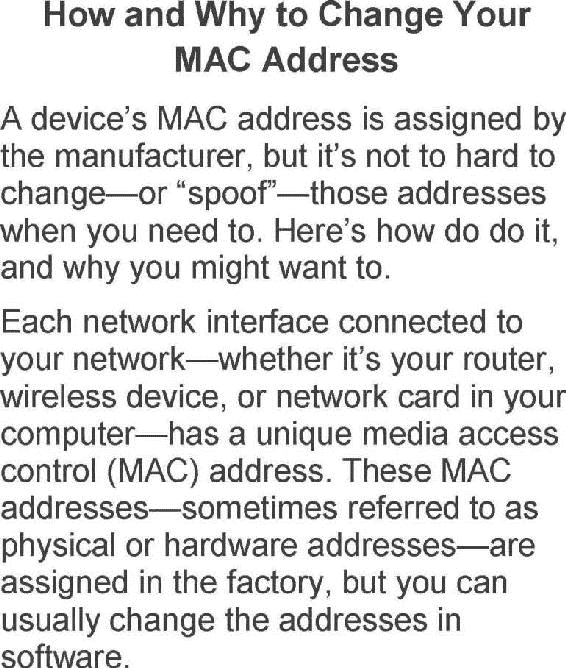 How and Why to Change Your
MAC Address
A device's MAC address is assigned by
the manufacturer, but it's not to hard to
change—or “spoof”—those addresses
when you need to. Here's how do do it,
and why you might want to.
Each network interface connected to
your network—whether it's your router,
wireless device, or network card in your
computer—has a unique media access
control (MAC) address. These MAC
addresses—sometimes referred to as
physical or hardware addresses—are
assigned in the factory, but you can
usually change the addresses in
software.